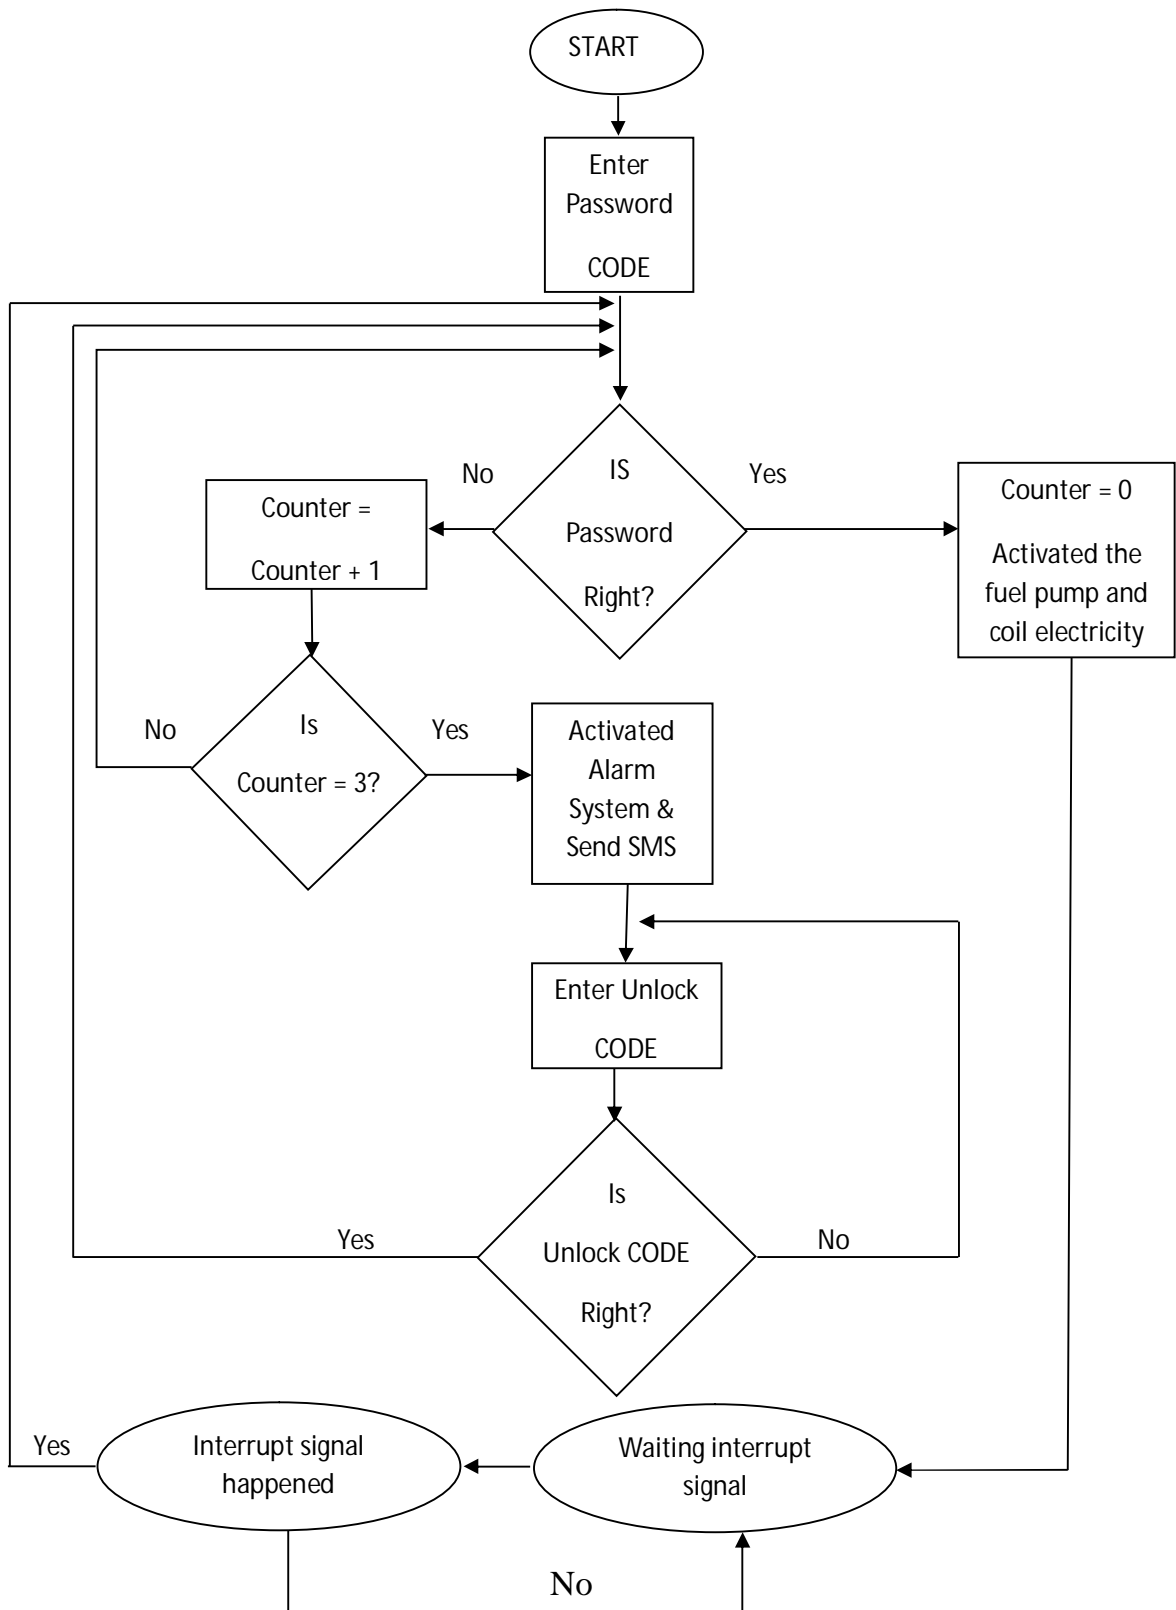 START
Enter
Password
CODE
No
IS
Password
Right?
Yes
Counter =
Counter + 1
Counter = 0
Activated the
fuel pump and
coil electricity
No
Is
Counter = 3?
Yes
Activated
Alarm
System &
Send SMS
Enter Unlock
CODE
Yes
Is
Unlock CODE
Right?
No
Yes
Interrupt signal
happened
Waiting interrupt
signal
No